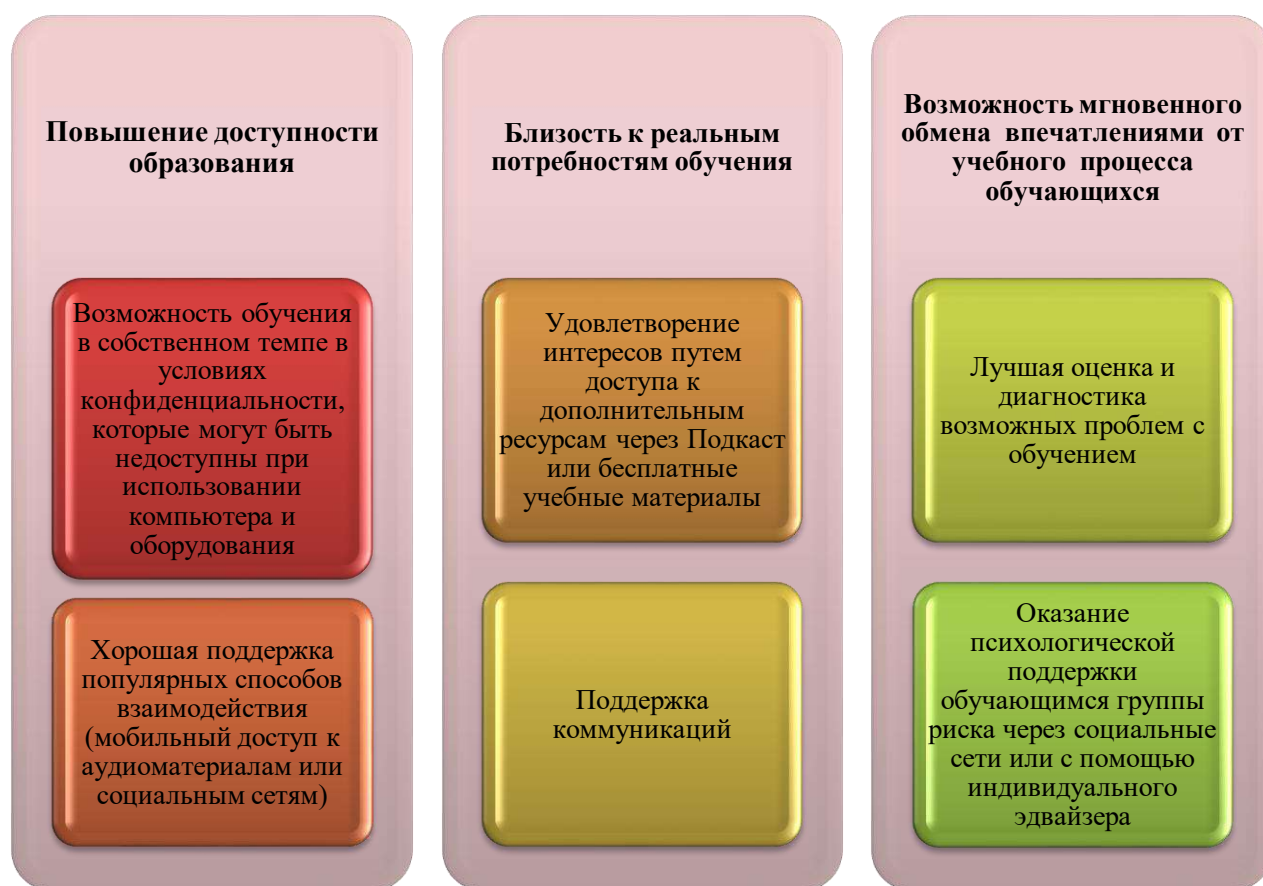 Повышение доступности
образования
Возможность обучения
в собственном темпе в
условиях
конфиденциальности,
которые могут быть
недоступны при
использовании
компьютера и
оборудования
Хорошая поддержка
популярных способов
взаимодействия
(мобильный доступ к
аудиоматериалам или
социальным сетям)
Близость к реальным
потребностям обучения
Удовлетворение
интересов путем
доступа к
дополнительным
ресурсам через Подкаст
или бесплатные
учебные материалы
Поддержка
коммуникаций
Возможность мгновенного
обмена впечатлениями от
учебного процесса
обучающихся
Лучшая оценка и
диагностика
возможных проблем с
обучением
Оказание
психологической
поддержки
обучающимся группы
риска через социальные
сети или с помощью
индивидуального
эдвайзера